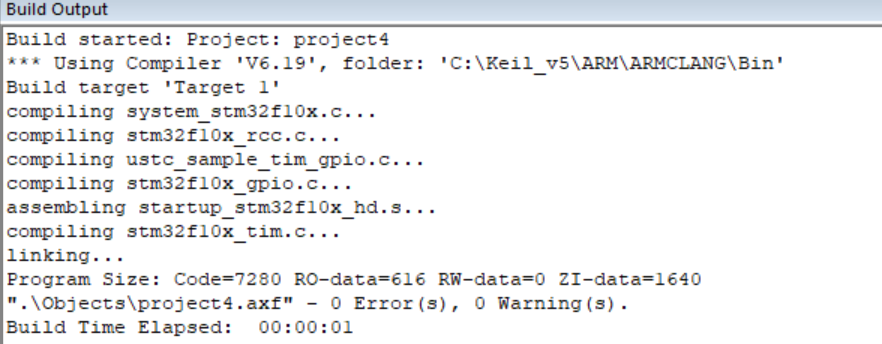 Build Output
Build started: Project: project4
*** Using Compiler 'V6.19', folder: 'C:\Keil_v5\ARM\ARMCLANG\Bin'
Build target 'Target 1'
compiling system_stm32f10x.c...
compiling stm32f10x_rcc.c...
compiling ustc_sample_tim_gpio.c...
compiling stm32f10x_gpio.c...
assembling startup_stm32f10x_hd.s...
compiling stm32f10x_tim.c...
linking...
Program Size: Code=7280 RO-data=616 RW-data=0 ZI-data=1640
".\Objects\project4.axf" - 0 Error(s), 0 Warning(s).
Build Time Elapsed:  00:00:01